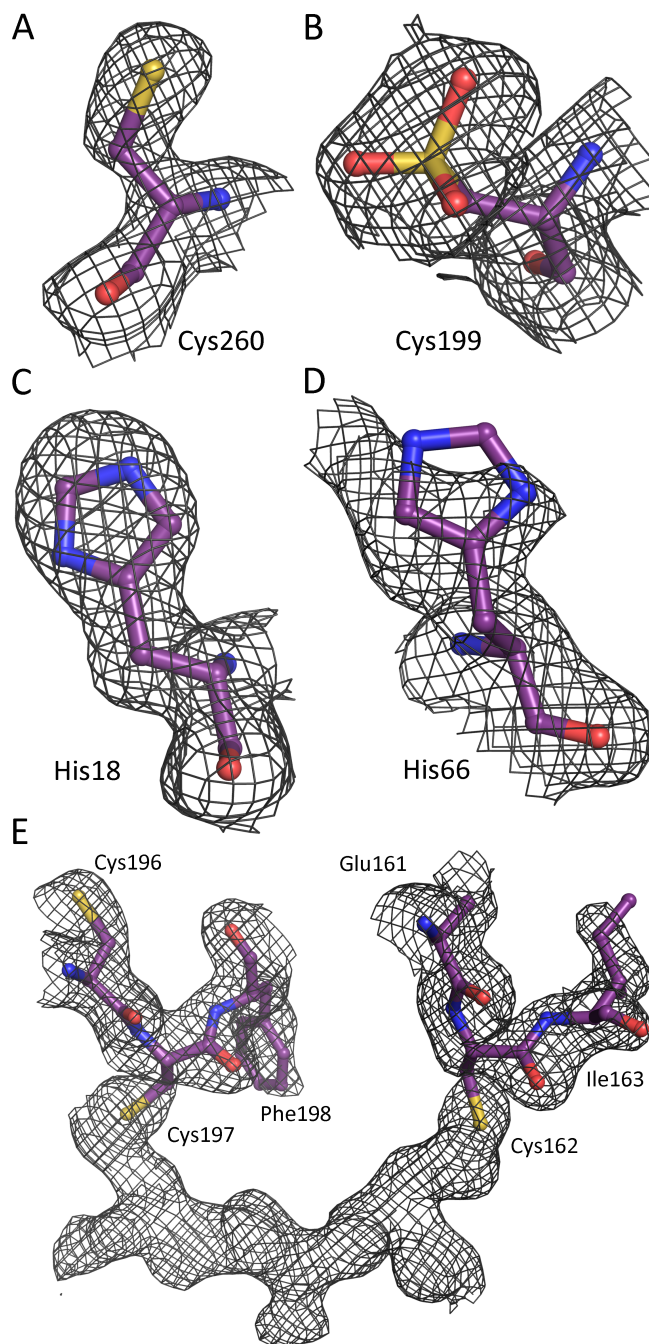 A
B
Cys260
Cys199
C
D
His18
His66
E
Cys196
Glu161
Ile163
Phe198
Cys197
Cys162